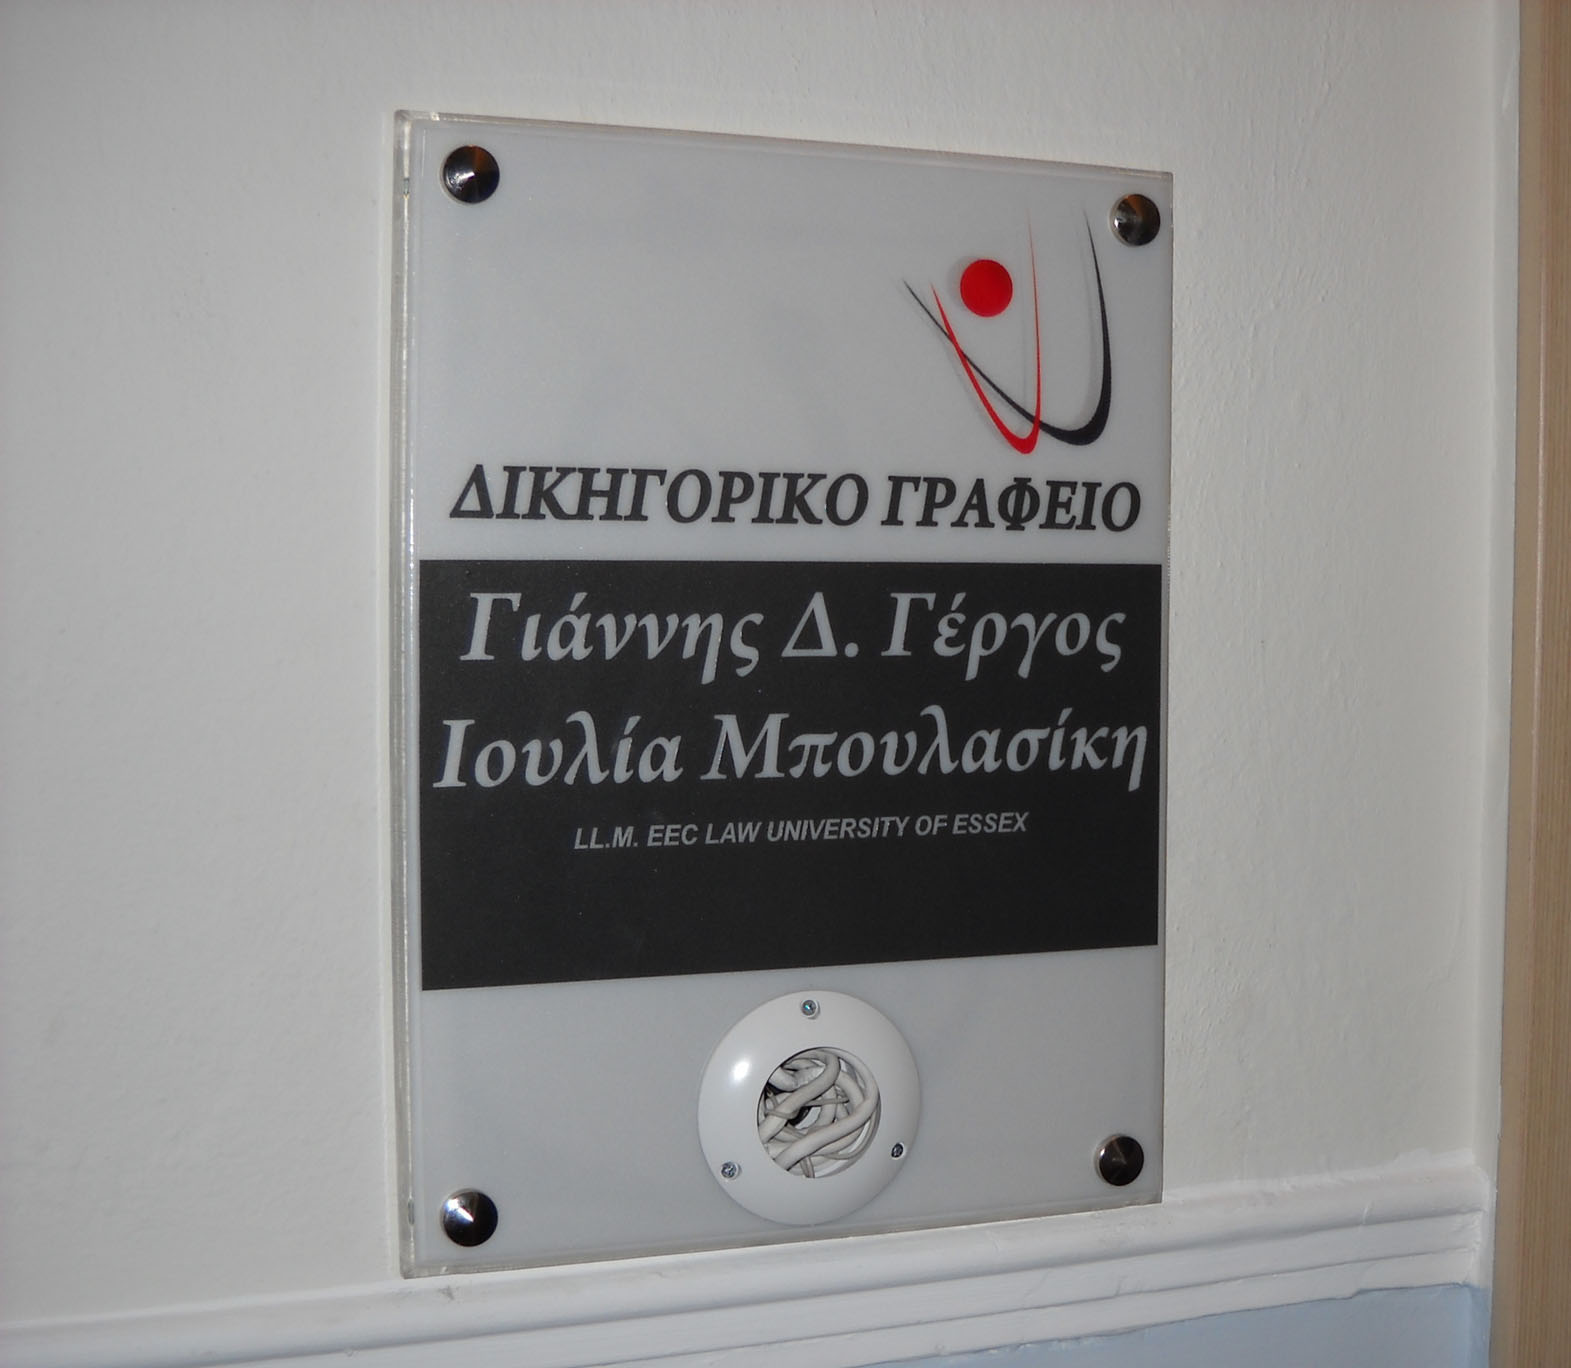 ΔΙΚΗΓΟΡΙΚΟ ΓΡΑΦΕΙΟ
Γιάννης Δ. Γέργος
Ιουλία Μπουλασίκη
LL.M. EEC LAW UNIVERSITY OF ESSEX